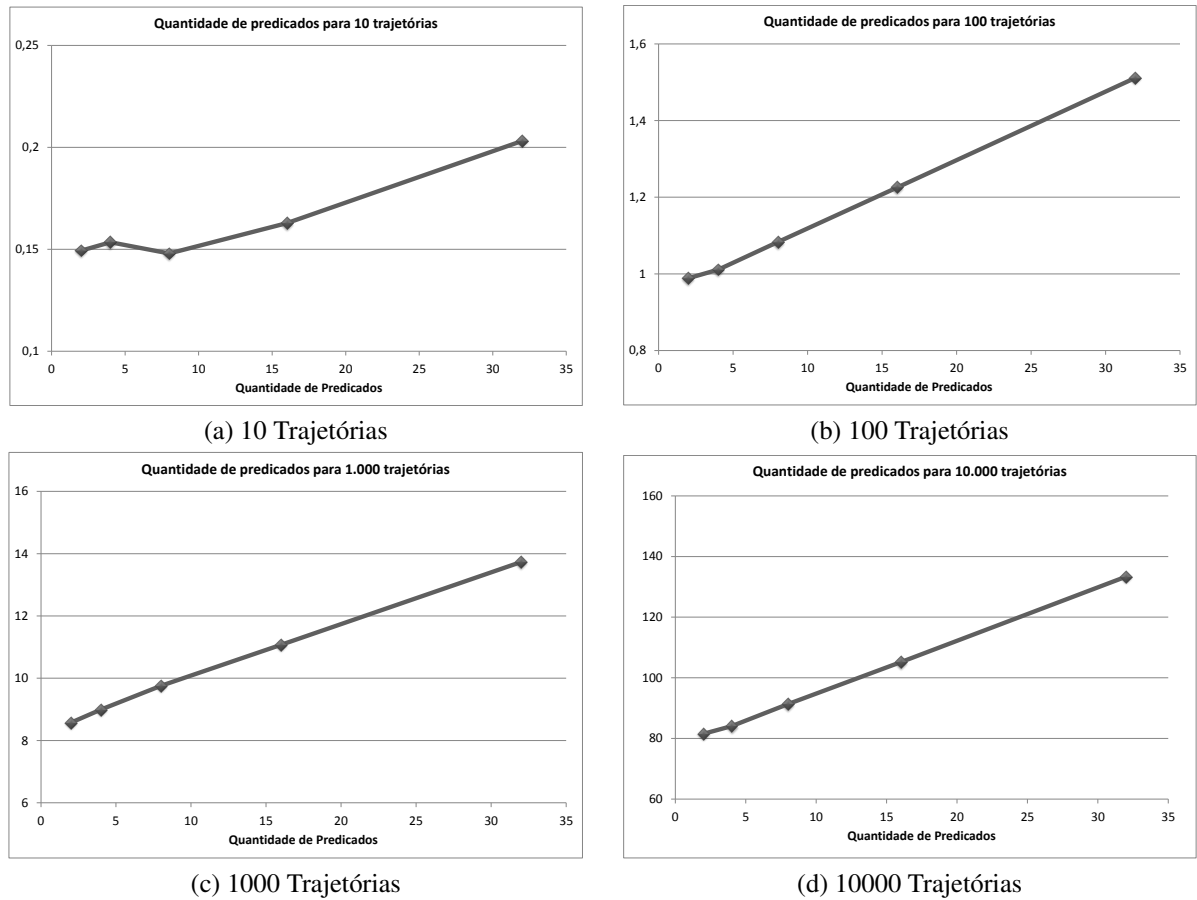 Quantidade de predicados para 10 trajetórias
0,25
0,2
0,15
0,1
0 5 10 15 20 25 30 35
Quantidade de Predicados
(a) 10 Trajetórias
Quantidade de predicados para 100 trajetórias
1,6
1,4
1,2
1
0,8
0 5 10 15 20 25 30 35
Quantidade de Predicados
(b) 100 Trajetórias
Quantidade de predicados para 1.000 trajetórias
16
14
12
10
8
6
0 5 10 15 20 25 30 35
Quantidade de Predicados
(c) 1000 Trajetórias
Quantidade de predicados para 10.000 trajetórias
160
140
120
100
80
60
0 5 10 15 20 25 30 35
Quantidade de Predicados
(d) 10000 Trajetórias